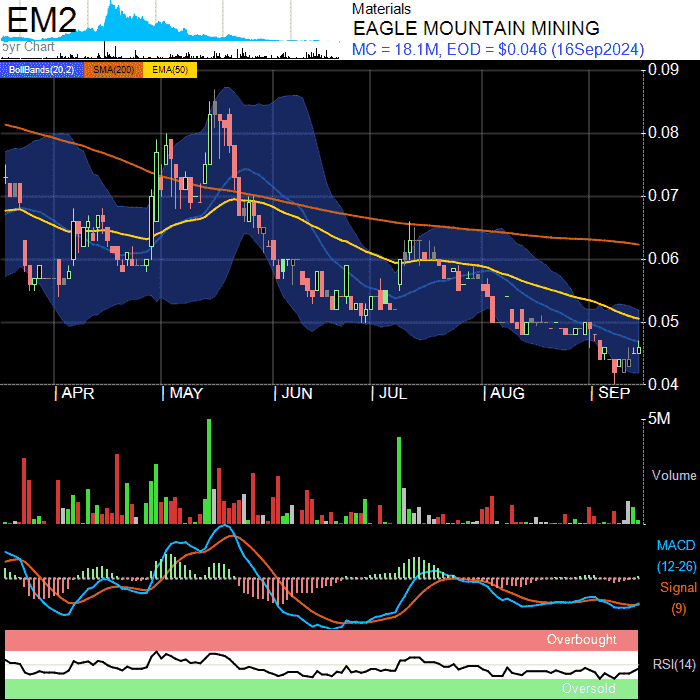 EM2
5yr Chart
Materials
EAGLE MOUNTAIN MINING
MC = 18.1M, EOD = $0.046 (16Sep2024)
BollBands(20,2) SMA(200) EMA(50)
0.09
0.08
0.07
0.06
0.05
0.04
| APR | MAY | JUN | JUL | AUG | SEP
5M
Volume
MACD
(12-26)
Signal
(9)
Overbought
RSI(14)
Oversold